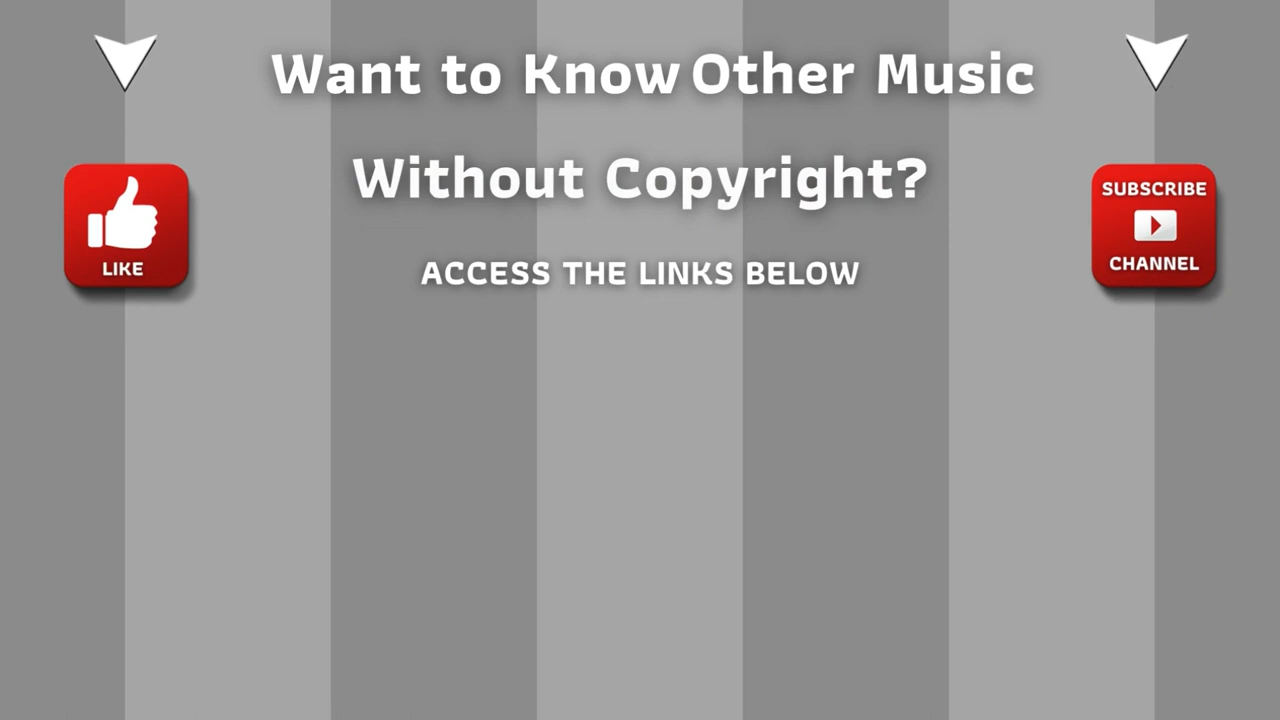 Want to Know Other Music
Without Copyright?
ACCESS THE LINKS BELOW
LIKE
SUBSCRIBE
CHANNEL